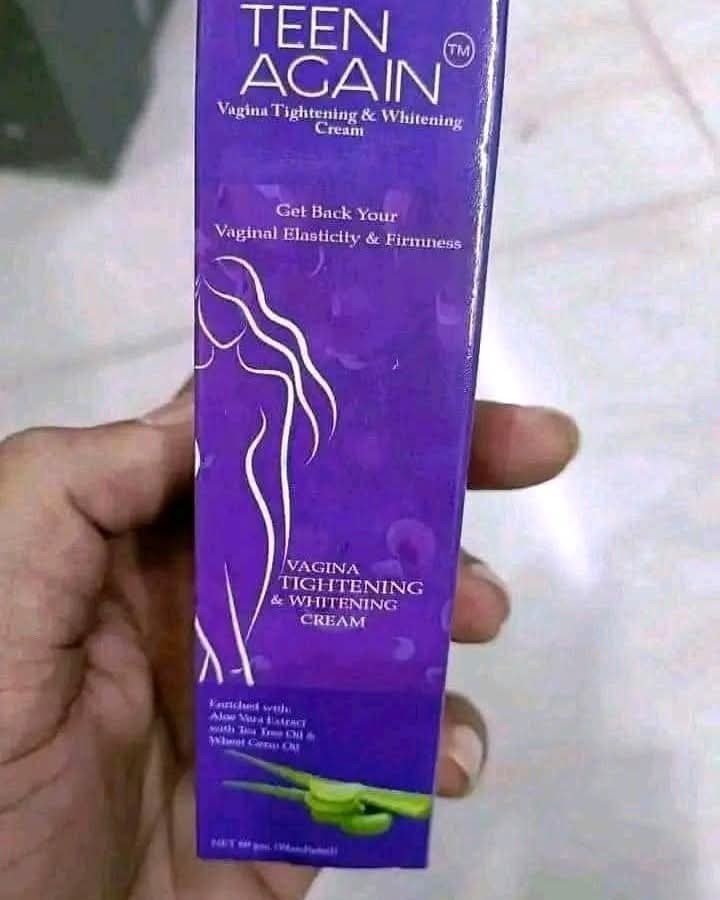 TEEN
AGAIN
TM
Vagina Tightening & Whitening
Cream
Get Back Your
Vaginal Elasticity & Firmness
VAGINA
TIGHTENING
& WHITENING
CREAM
Enriched with:
Aloe Vera Extract
with Tea Tree Oil &
Wheat Germ Oil
NET